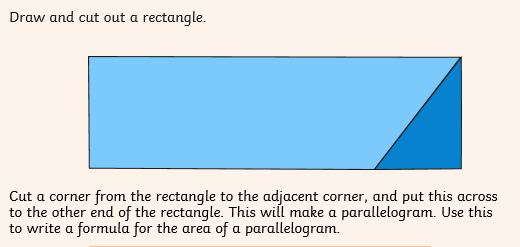 Draw and cut out a rectangle.
Cut a corner from the rectangle to the adjacent corner, and put this across
to the other end of the rectangle. This will make a parallelogram. Use this
to write a formula for the area of a parallelogram.